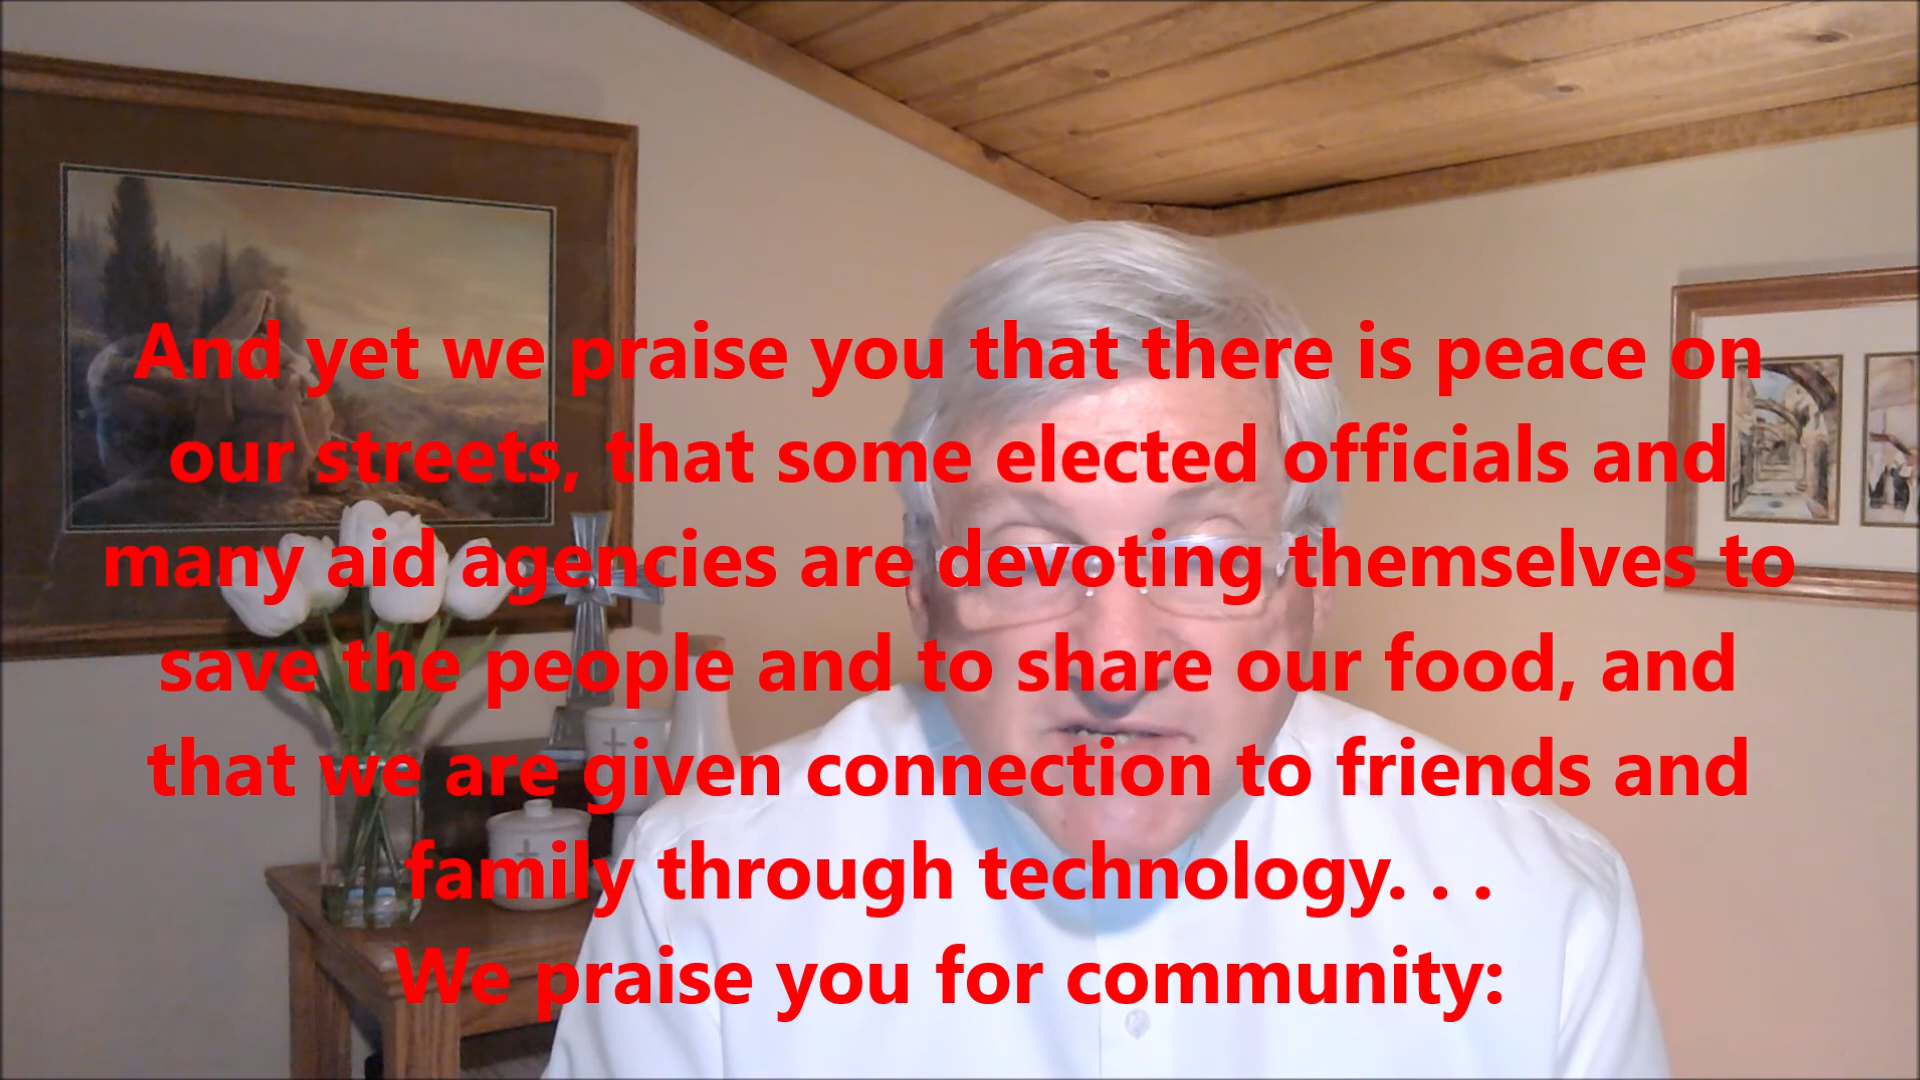 And yet we praise you that there is peace on
our streets, that some elected officials and
many aid agencies are devoting themselves to
save the people and to share our food, and
that we are given connection to friends and
family through technology. . .
We praise you for community: